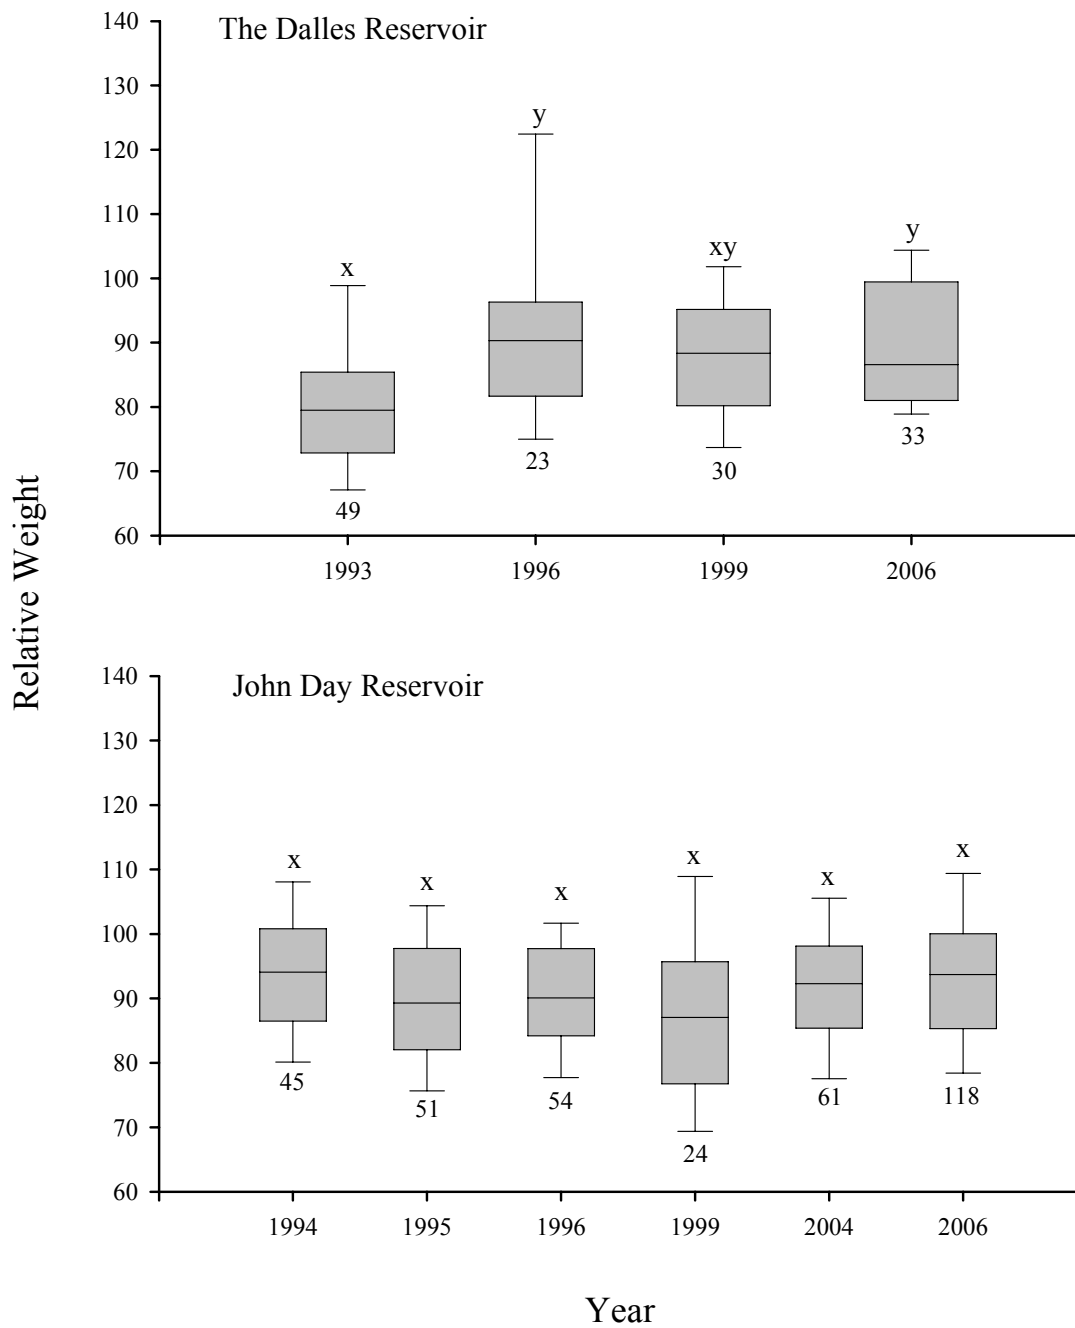 The Dalles Reservoir
140
130
120
110
100
90
80
70
60
x
y
xy
y
49
23
30
33
1993 1996 1999 2006
Relative Weight
John Day Reservoir
140
130
120
110
100
90
80
70
60
x x x x x x
45 51 54 24 61 118
1994 1995 1996 1999 2004 2006
Year